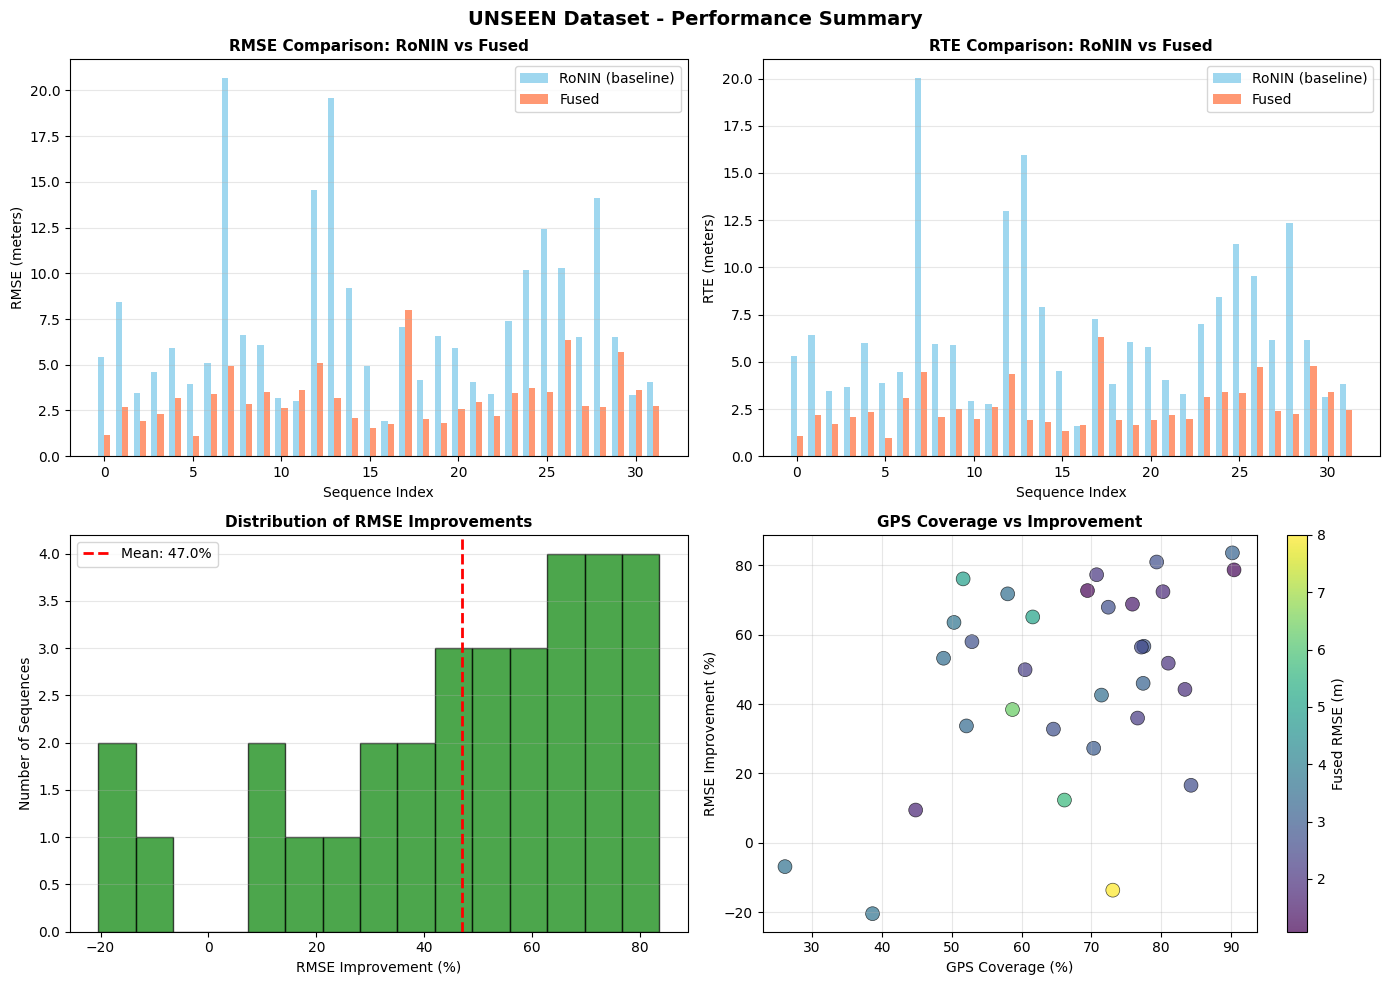 UNSEEN Dataset - Performance Summary
RMSE Comparison: RoNIN vs Fused
RoNIN (baseline)
Fused
20.0
17.5
15.0
12.5
10.0
7.5
5.0
2.5
0.0
RMSE (meters)
0 5 10 15 20 25 30
Sequence Index
RTE Comparison: RoNIN vs Fused
RoNIN (baseline)
Fused
20.0
17.5
15.0
12.5
10.0
7.5
5.0
2.5
0.0
RTE (meters)
0 5 10 15 20 25 30
Sequence Index
Distribution of RMSE Improvements
Mean: 47.0%
4.0
3.5
3.0
2.5
2.0
1.5
1.0
0.5
0.0
Number of Sequences
−20 0 20 40 60 80
RMSE Improvement (%)
GPS Coverage vs Improvement
80
60
40
20
0
−20
RMSE Improvement (%)
30 40 50 60 70 80 90
GPS Coverage (%)
8
7
6
5
4
3
2
Fused RMSE (m)